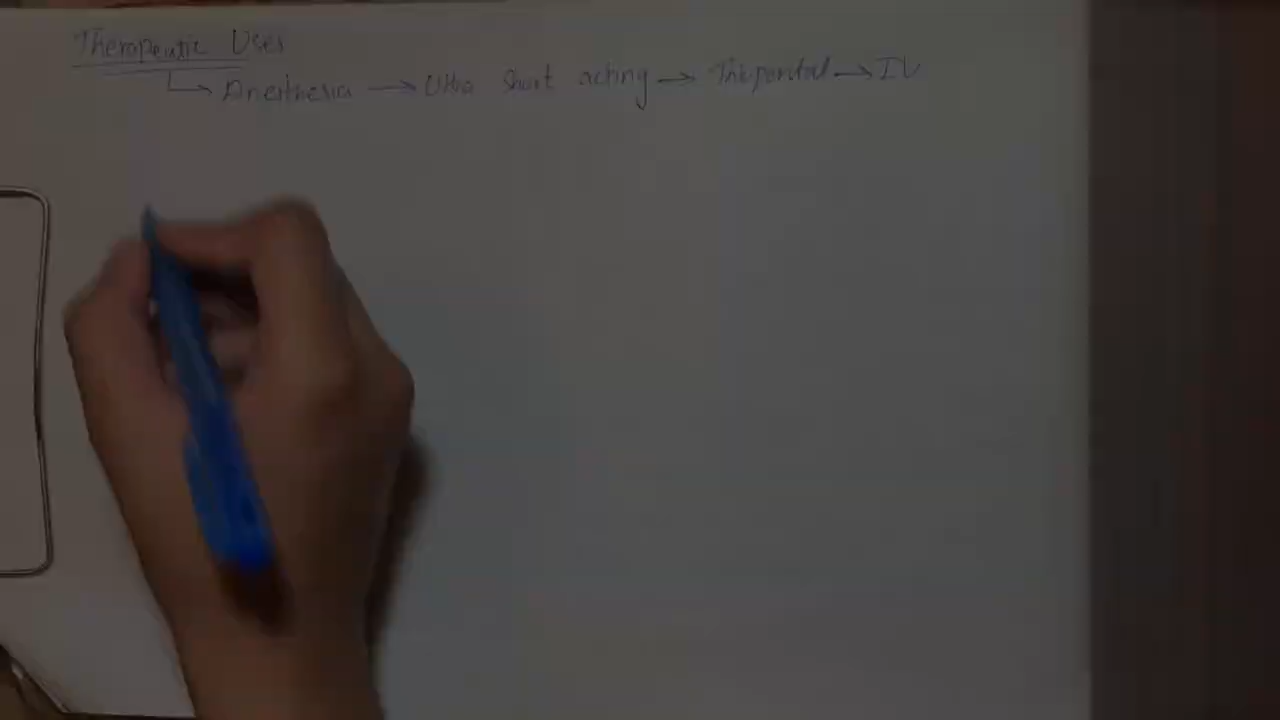 Therapeutic Uses
↳ Anesthesia → Ultra short acting → Thiopental → IV